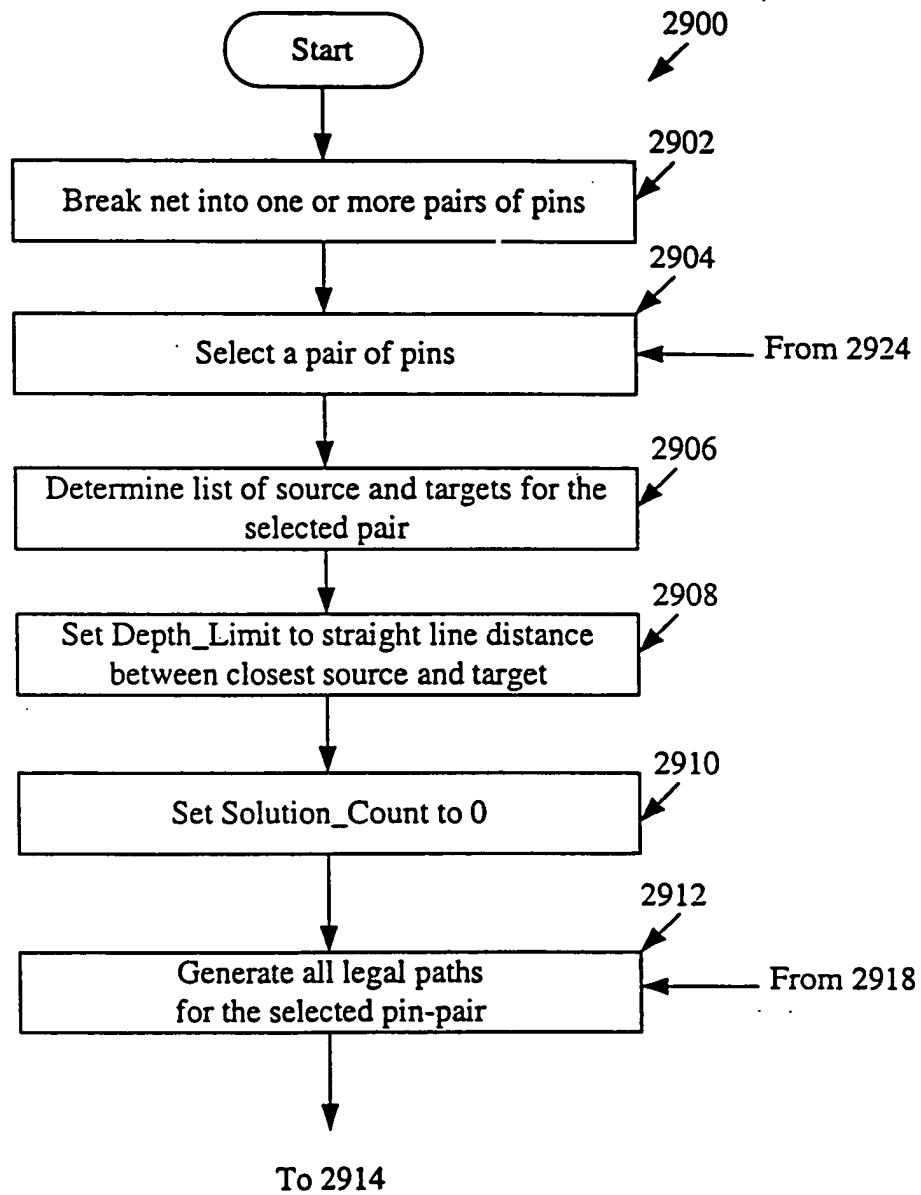 2900
Start
2902
Break net into one or more pairs of pins
2904
Select a pair of pins
From 2924
2906
Determine list of source and targets for the
selected pair
2908
Set Depth_Limit to straight line distance
between closest source and target
2910
Set Solution_Count to 0
2912
Generate all legal paths
for the selected pin-pair
From 2918
To 2914